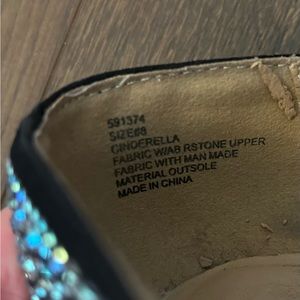 591374
SIZE#8
CINDERELLA
FABRIC W/AB RSTONE UPPER
FABRIC WITH MAN MADE
MATERIAL OUTSOLE
MADE IN CHINA